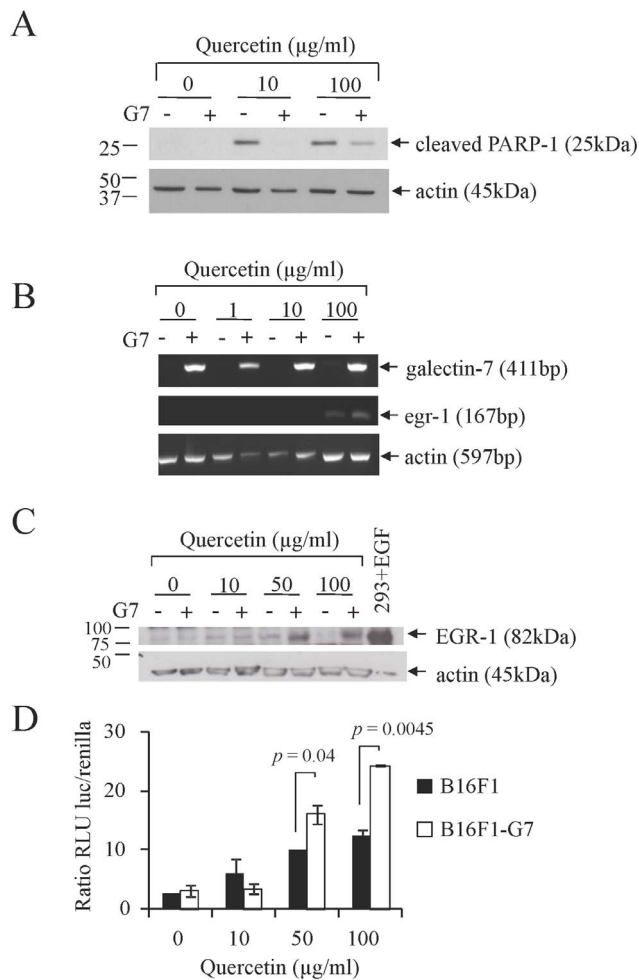 A
Quercetin (µg/ml)
0 10 100
G7 - + - + - +
25 cleaved PARP-1 (25kDa)
50
37 actin (45kDa)
B
Quercetin (µg/ml)
0 1 10 100
G7 - + - + - + - +
galectin-7 (411bp)
egr-1 (167bp)
actin (597bp)
C
Quercetin (µg/ml)
293+EGF
0 10 50 100
G7 - + - + - + - +
100
75 EGR-1 (82kDa)
50
actin (45kDa)
D
Ratio RLU luc/renilla
30
20
10
0
p = 0.04
p = 0.0045
B16F1
B16F1-G7
0 10 50 100
Quercetin (µg/ml)